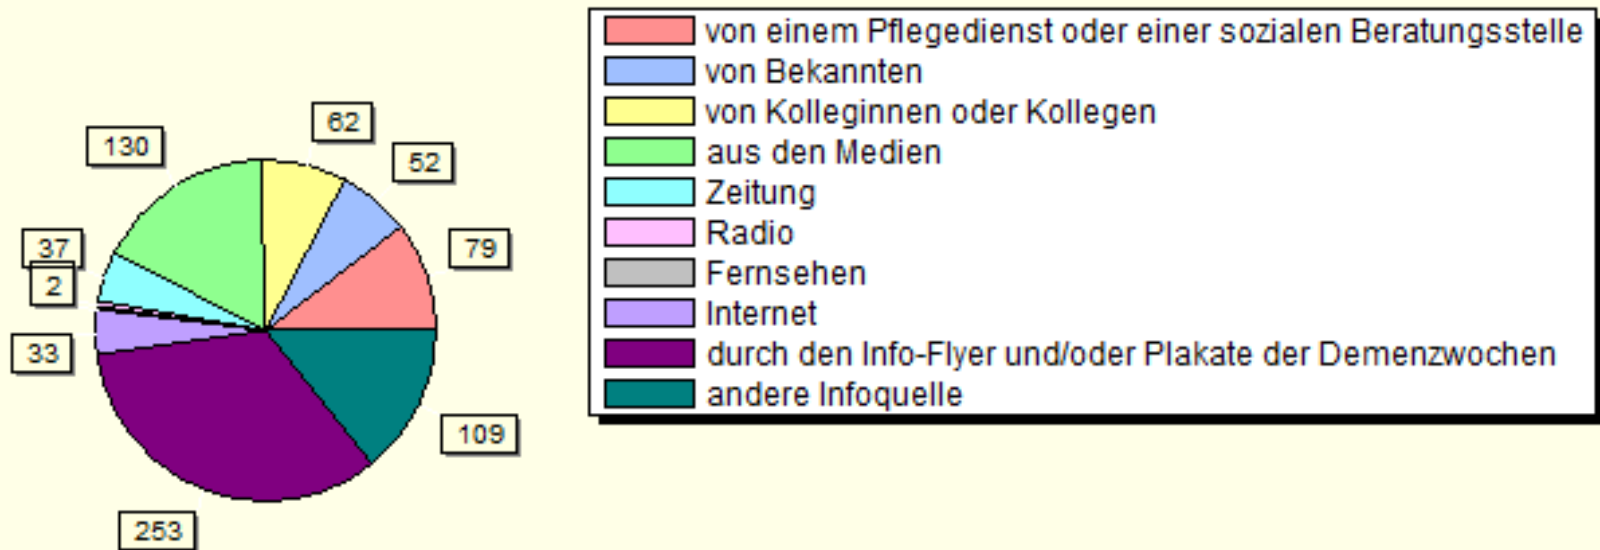 von einem Pflegedienst oder einer sozialen Beratungsstelle
von Bekannten
von Kolleginnen oder Kollegen
aus den Medien
Zeitung
Radio
Fernsehen
Internet
durch den Info-Flyer und/oder Plakate der Demenzwochen
andere Infoquelle
62
130
52
37
79
2
33
109
253